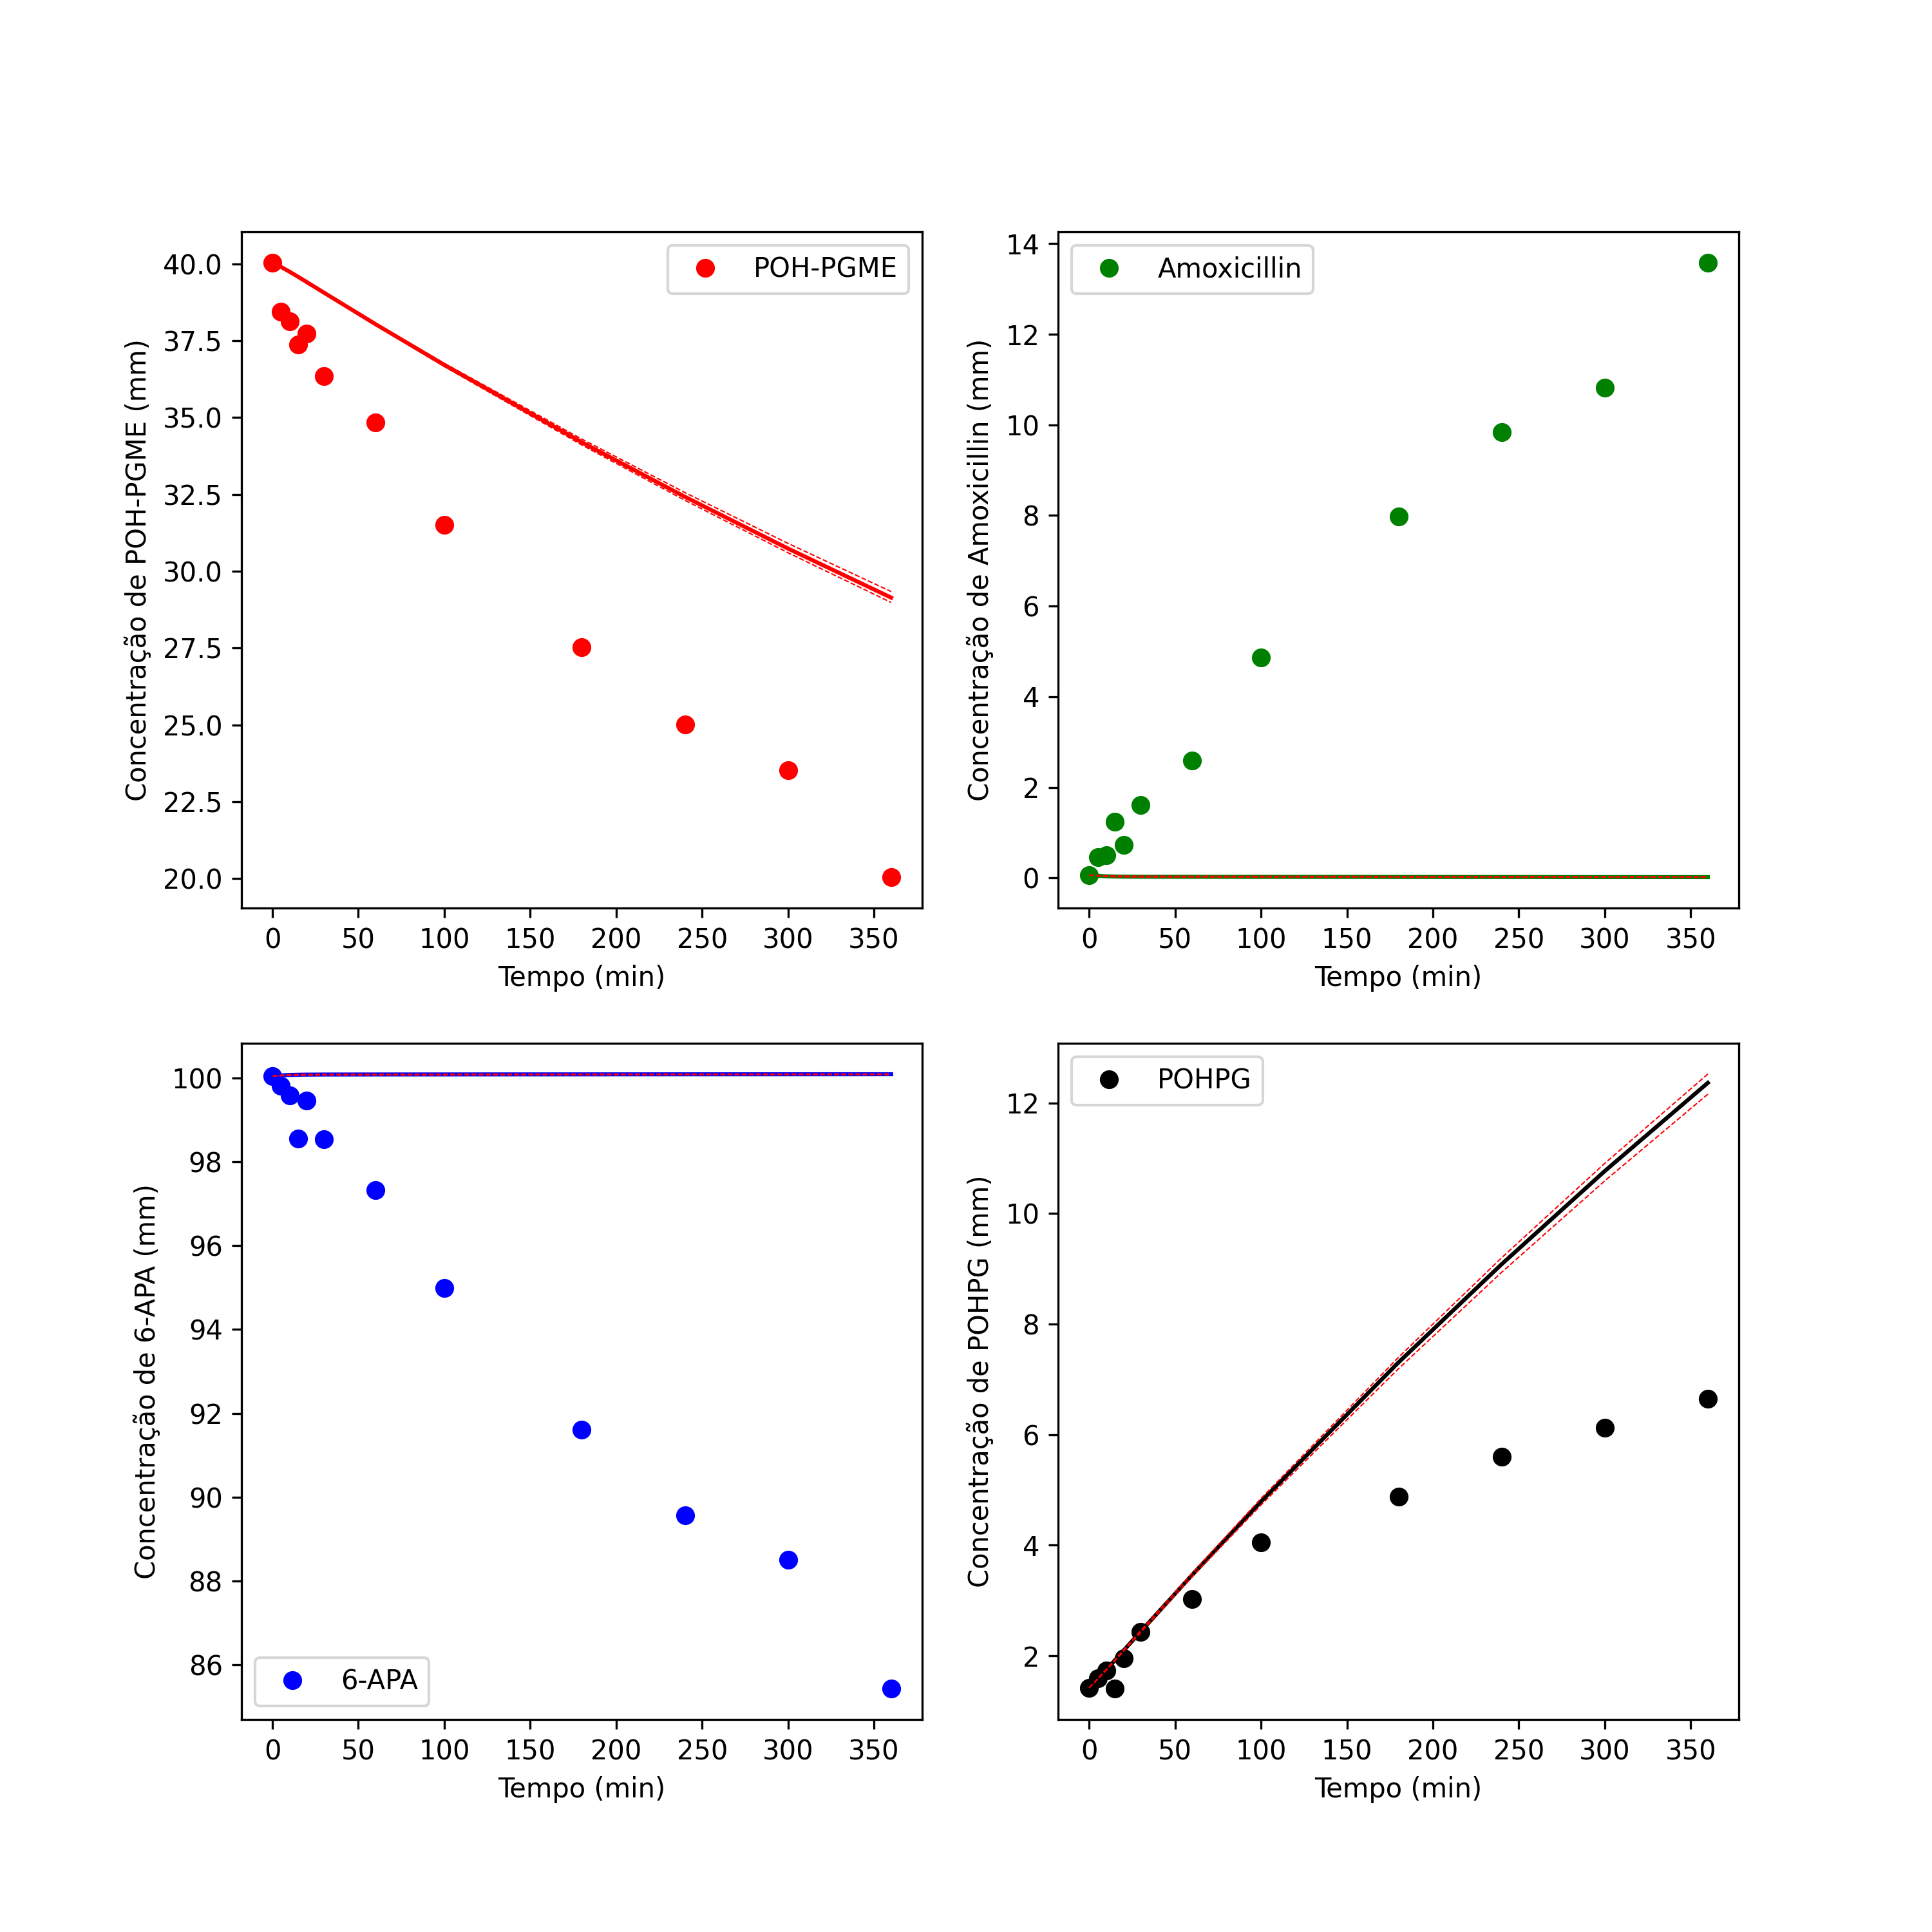 POH-PGME
Concentração de POH-PGME (mm)
40.0
37.5
35.0
32.5
30.0
27.5
25.0
22.5
20.0
0 50 100 150 200 250 300 350
Tempo (min)
Amoxicillin
Concentração de Amoxicillin (mm)
14
12
10
8
6
4
2
0
0 50 100 150 200 250 300 350
Tempo (min)
Concentração de 6-APA (mm)
100
98
96
94
92
90
88
86
6-APA
0 50 100 150 200 250 300 350
Tempo (min)
POHPG
Concentração de POHPG (mm)
12
10
8
6
4
2
0 50 100 150 200 250 300 350
Tempo (min)